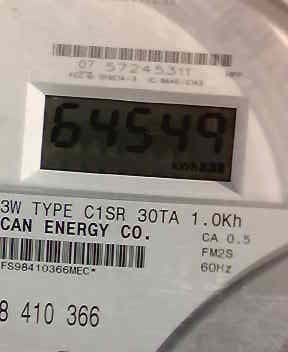 07 57245311
64549
kWh
3W TYPE C1SR 30TA 1.0Kh
CAN ENERGY CO.
CA 0.5
FM2S
60Hz
FS98410366MEC*
8 410 366